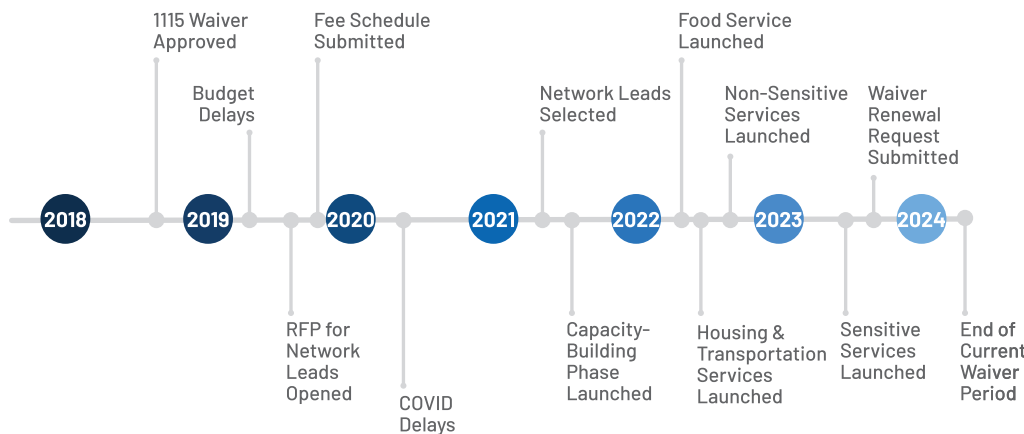 1115 Waiver
Approved
Fee Schedule
Submitted
Food Service
Launched
Budget
Delays
Network Leads
Selected
Non-Sensitive
Services
Launched
Waiver
Renewal
Request
Submitted
2018
2019
2020
2021
2022
2023
2024
RFP for
Network
Leads
Opened
COVID
Delays
Capacity-
Building
Phase
Launched
Housing &
Transportation
Services
Launched
Sensitive
Services
Launched
End of
Current
Waiver
Period